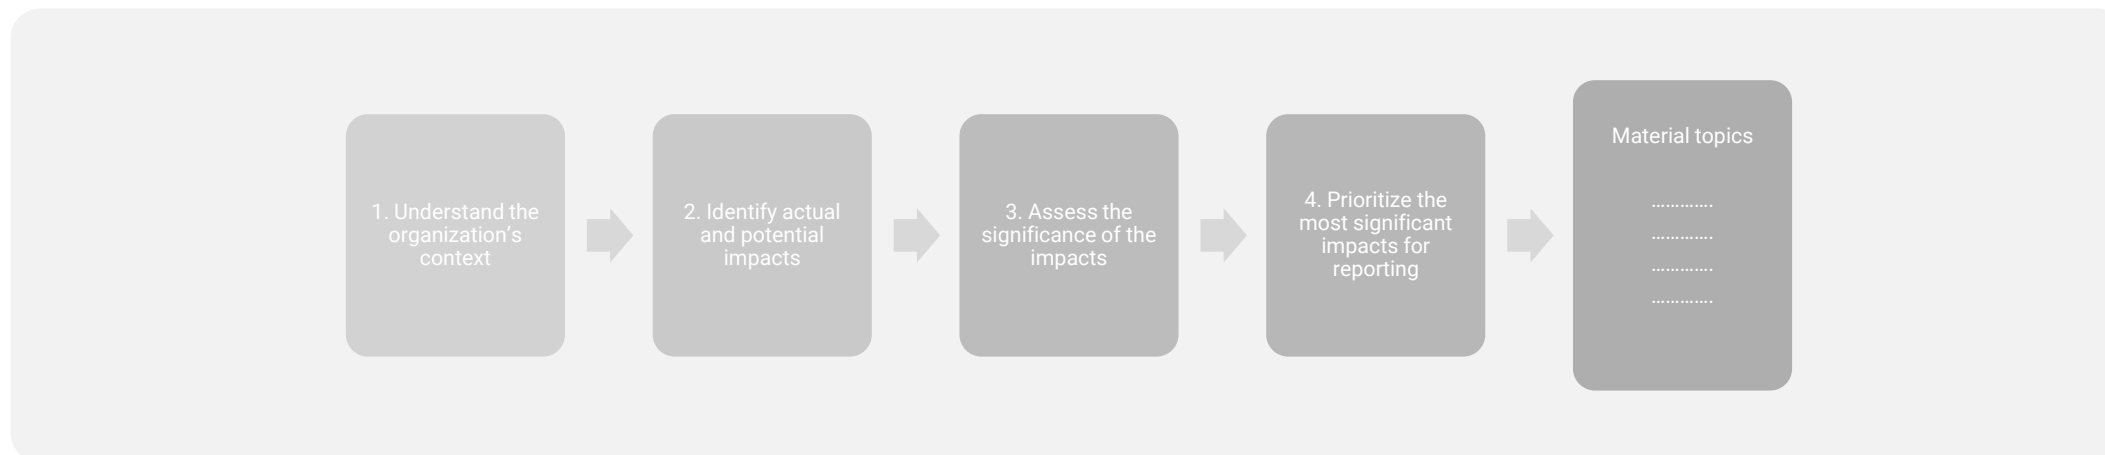 1. Understand the
organization's
context
2. Identify actual
and potential
impacts
3. Assess the
significance of the
impacts
4. Prioritize the
most significant
impacts for
reporting
Material topics
.............
.............
.............
.............